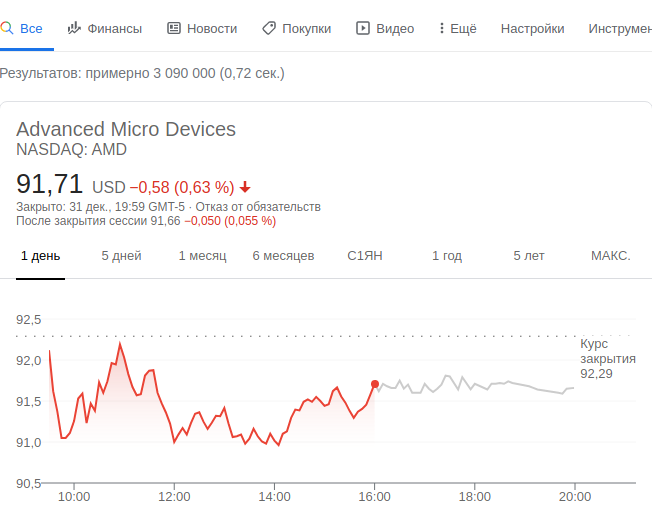 Все Финансы Новости Покупки Видео Ещё Настройки Инструмен
Результатов: примерно 3 090 000 (0,72 сек.)
Advanced Micro Devices
NASDAQ: AMD
91,71 USD −0,58 (0,63 %)
Закрыто: 31 дек., 19:59 GMT-5 · Отказ от обязательств
После закрытия сессии 91,66 −0,050 (0,055 %)
1 день 5 дней 1 месяц 6 месяцев С1ЯН 1 год 5 лет МАКС.
92,5
Курс
закрытия
92,29
92,0
91,5
91,0
90,5
10:00 12:00 14:00 16:00 18:00 20:00